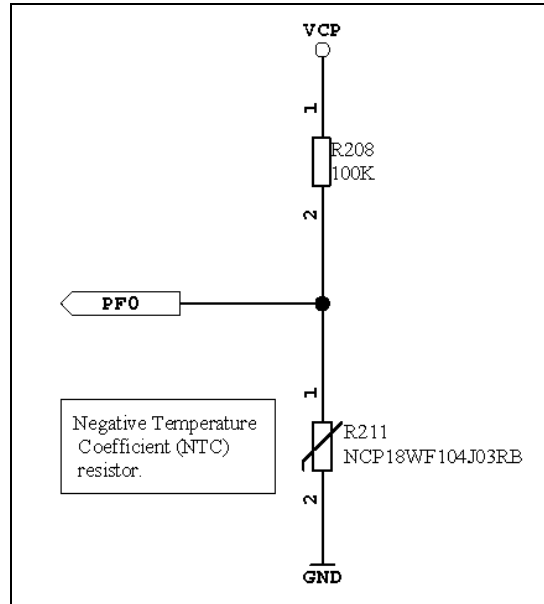 VCP
1
R208
100K
2
PF0
1
Negative Temperature
Coefficient (NTC)
resistor.
R211
NCP18WF104J03RB
2
GND